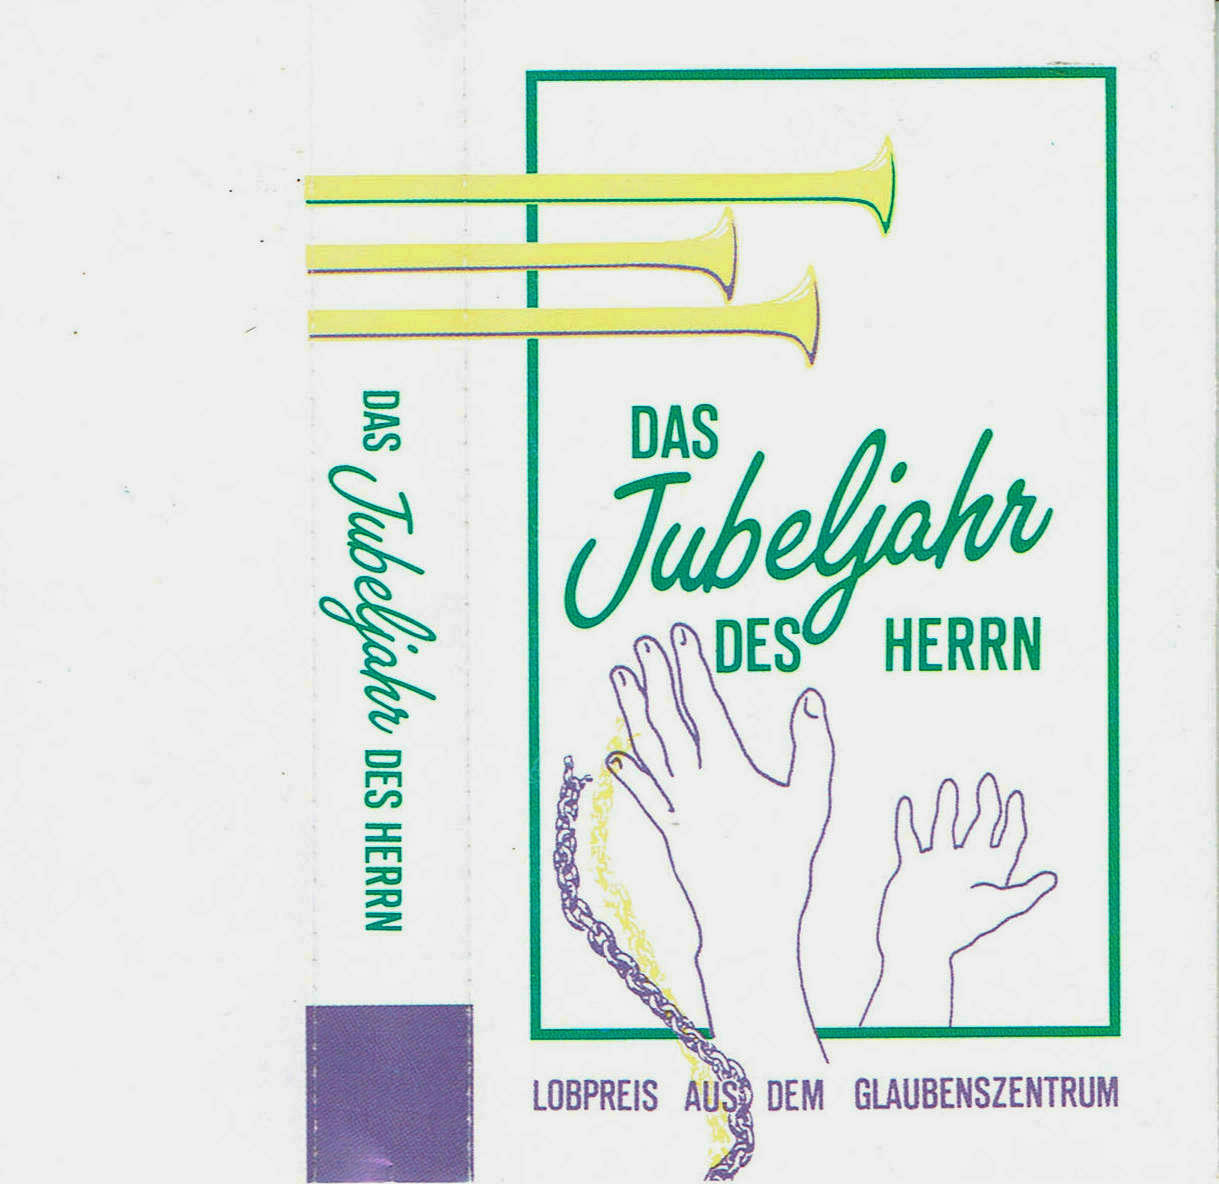 DAS Jubeljahr DES HERRN
DAS
Jubeljahr
DES HERRN
LOBPREIS AUS DEM GLAUBENSZENTRUM